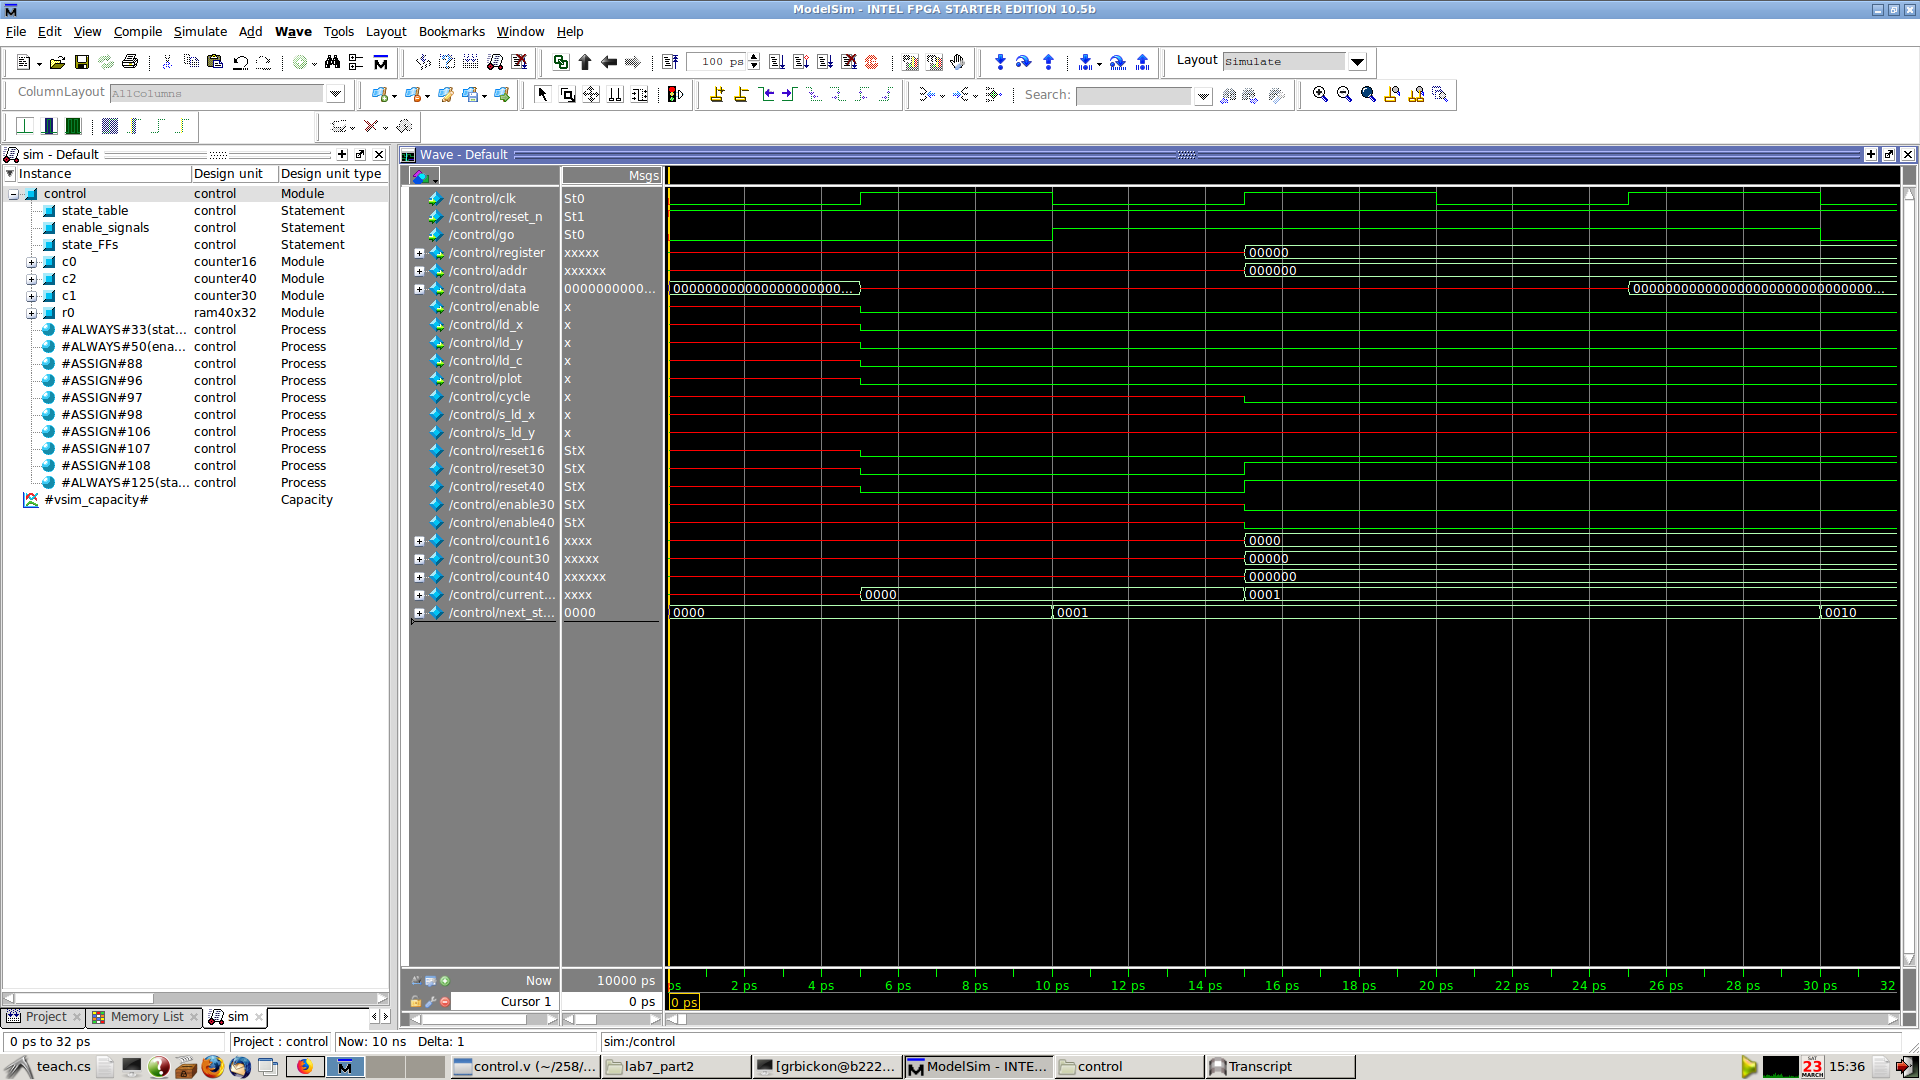 ModelSim - INTEL FPGA STARTER EDITION 10.5b
File Edit View Compile Simulate Add Wave Tools Layout Bookmarks Window Help
100 ps
Layout Simulate
ColumnLayout AllColumns
Search:
sim - Default
Instance Design unit Design unit type
control control Module
state_table control Statement
enable_signals control Statement
state_FFs control Statement
c0 counter16 Module
c2 counter40 Module
c1 counter30 Module
r0 ram40x32 Module
#ALWAYS#33(stat... control Process
#ALWAYS#50(ena... control Process
#ASSIGN#88 control Process
#ASSIGN#96 control Process
#ASSIGN#97 control Process
#ASSIGN#98 control Process
#ASSIGN#106 control Process
#ASSIGN#107 control Process
#ASSIGN#108 control Process
#ALWAYS#125(sta... control Process
#vsim_capacity# Capacity
Wave - Default
Msgs
/control/clk St0
/control/reset_n St1
/control/go St0
/control/register xxxxx 00000
/control/addr xxxxxx 000000
/control/data 0000000000...
/control/enable x
/control/ld_x x
/control/ld_y x
/control/ld_c x
/control/plot x
/control/cycle x
/control/s_ld_x x
/control/s_ld_y x
/control/reset16 StX
/control/reset30 StX
/control/reset40 StX
/control/enable30 StX
/control/enable40 StX
/control/count16 xxxx 0000
/control/count30 xxxxx 00000
/control/count40 xxxxxx 000000
/control/current... xxxx 0000 0001
/control/next_st... 0000 0000 0001 0010
Now 10000 ps
ps 2 ps 4 ps 6 ps 8 ps 10 ps 12 ps 14 ps 16 ps 18 ps 20 ps 22 ps 24 ps 26 ps 28 ps 30 ps 32
Cursor 1 0 ps 0 ps
Project Memory List sim
0 ps to 32 ps Project : control Now: 10 ns Delta: 1 sim:/control
teach.cs control.v (~/258/... lab7_part2 [grbickon@b222... ModelSim - INTE... control Transcript SAT 23 MAR 15:36